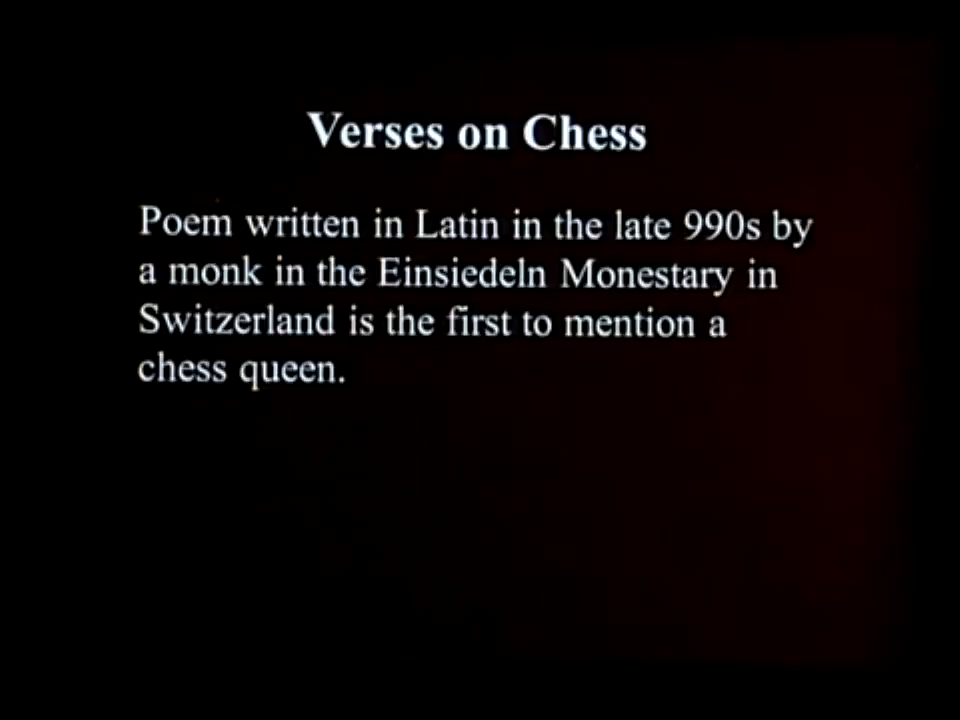 Verses on Chess
Poem written in Latin in the late 990s by
a monk in the Einsiedeln Monestary in
Switzerland is the first to mention a
chess queen.